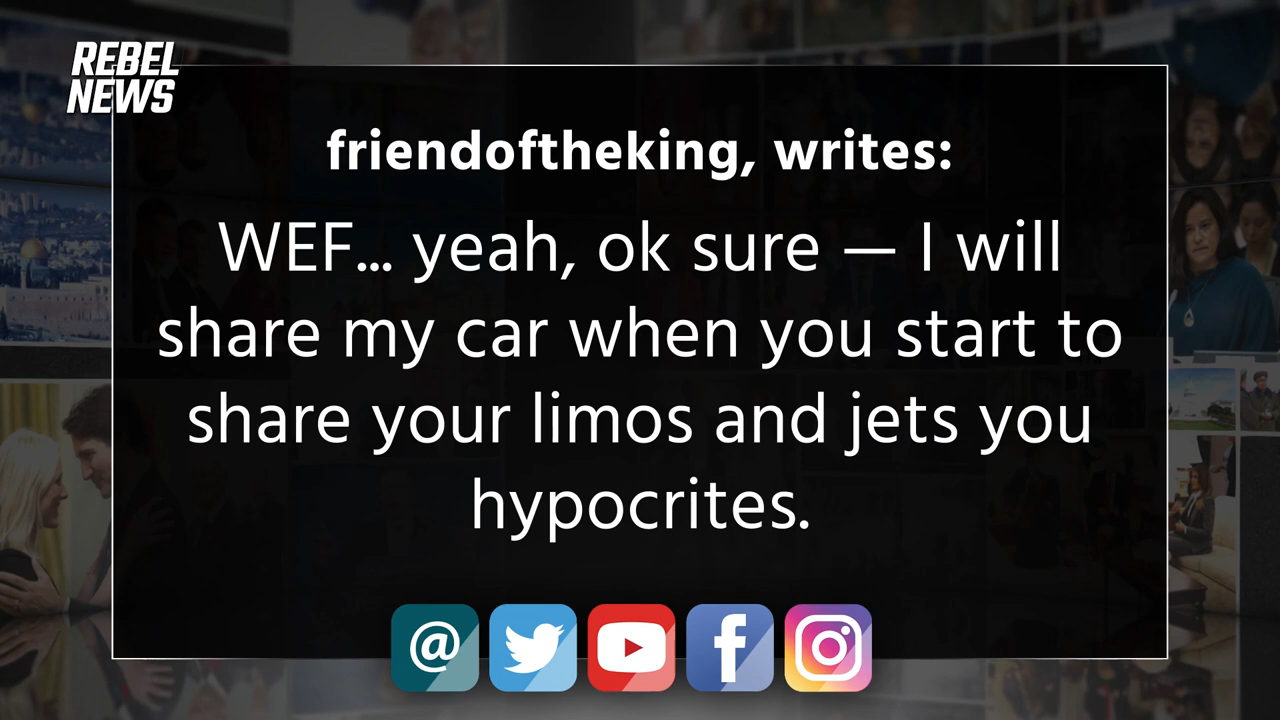 REBEL
NEWS
friendoftheking, writes:
WEF... yeah, ok sure — I will
share my car when you start to
share your limos and jets you
hypocrites.